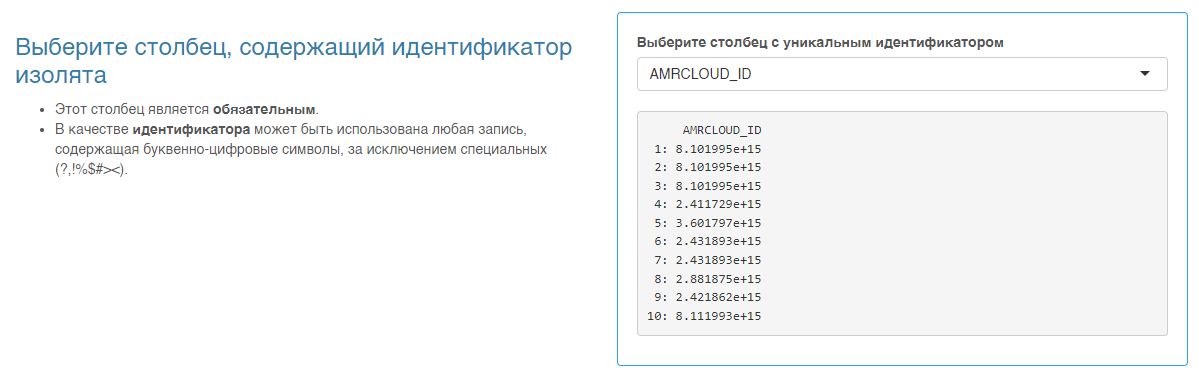 Выберите столбец, содержащий идентификатор
изолята
• Этот столбец является обязательным.
• В качестве идентификатора может быть использована любая запись,
содержащая буквенно-цифровые символы, за исключением специальных
(?,!%$#><).
Выберите столбец с уникальным идентификатором
AMRCLOUD_ID
AMRCLOUD_ID
1: 8.101995e+15
2: 8.101995e+15
3: 8.101995e+15
4: 2.411729e+15
5: 3.601797e+15
6: 2.431893e+15
7: 2.431893e+15
8: 2.881875e+15
9: 2.421862e+15
10: 8.111993e+15